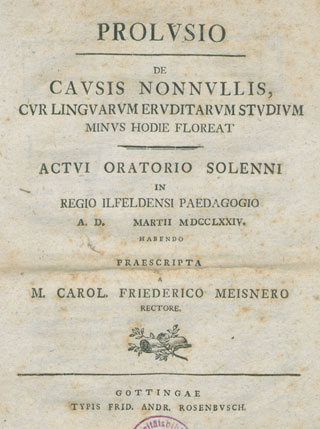 PROLVSIO
DE
CAVSIS NONNVLLIS,
CVR LINGVARVM ERVDITARVM STVDIVM
MINVS HODIE FLOREAT
ACTVI ORATORIO SOLENNI
IN
REGIO ILFELDENSI PAEDAGOGIO
A. D. MARTII MDCCLXXIV.
HABENDO
PRAESCRIPTA
A
M. CAROL. FRIEDERICO MEISNERO
RECTORE.
GOTTINGAE
TYPIS FRID. ANDR. ROSENBVSCH.